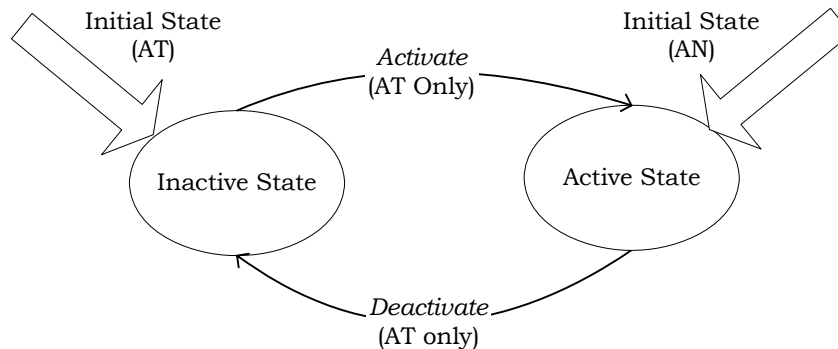 Initial State
(AT)
Initial State
(AN)
Activate
(AT Only)
Inactive State
Active State
Deactivate
(AT only)